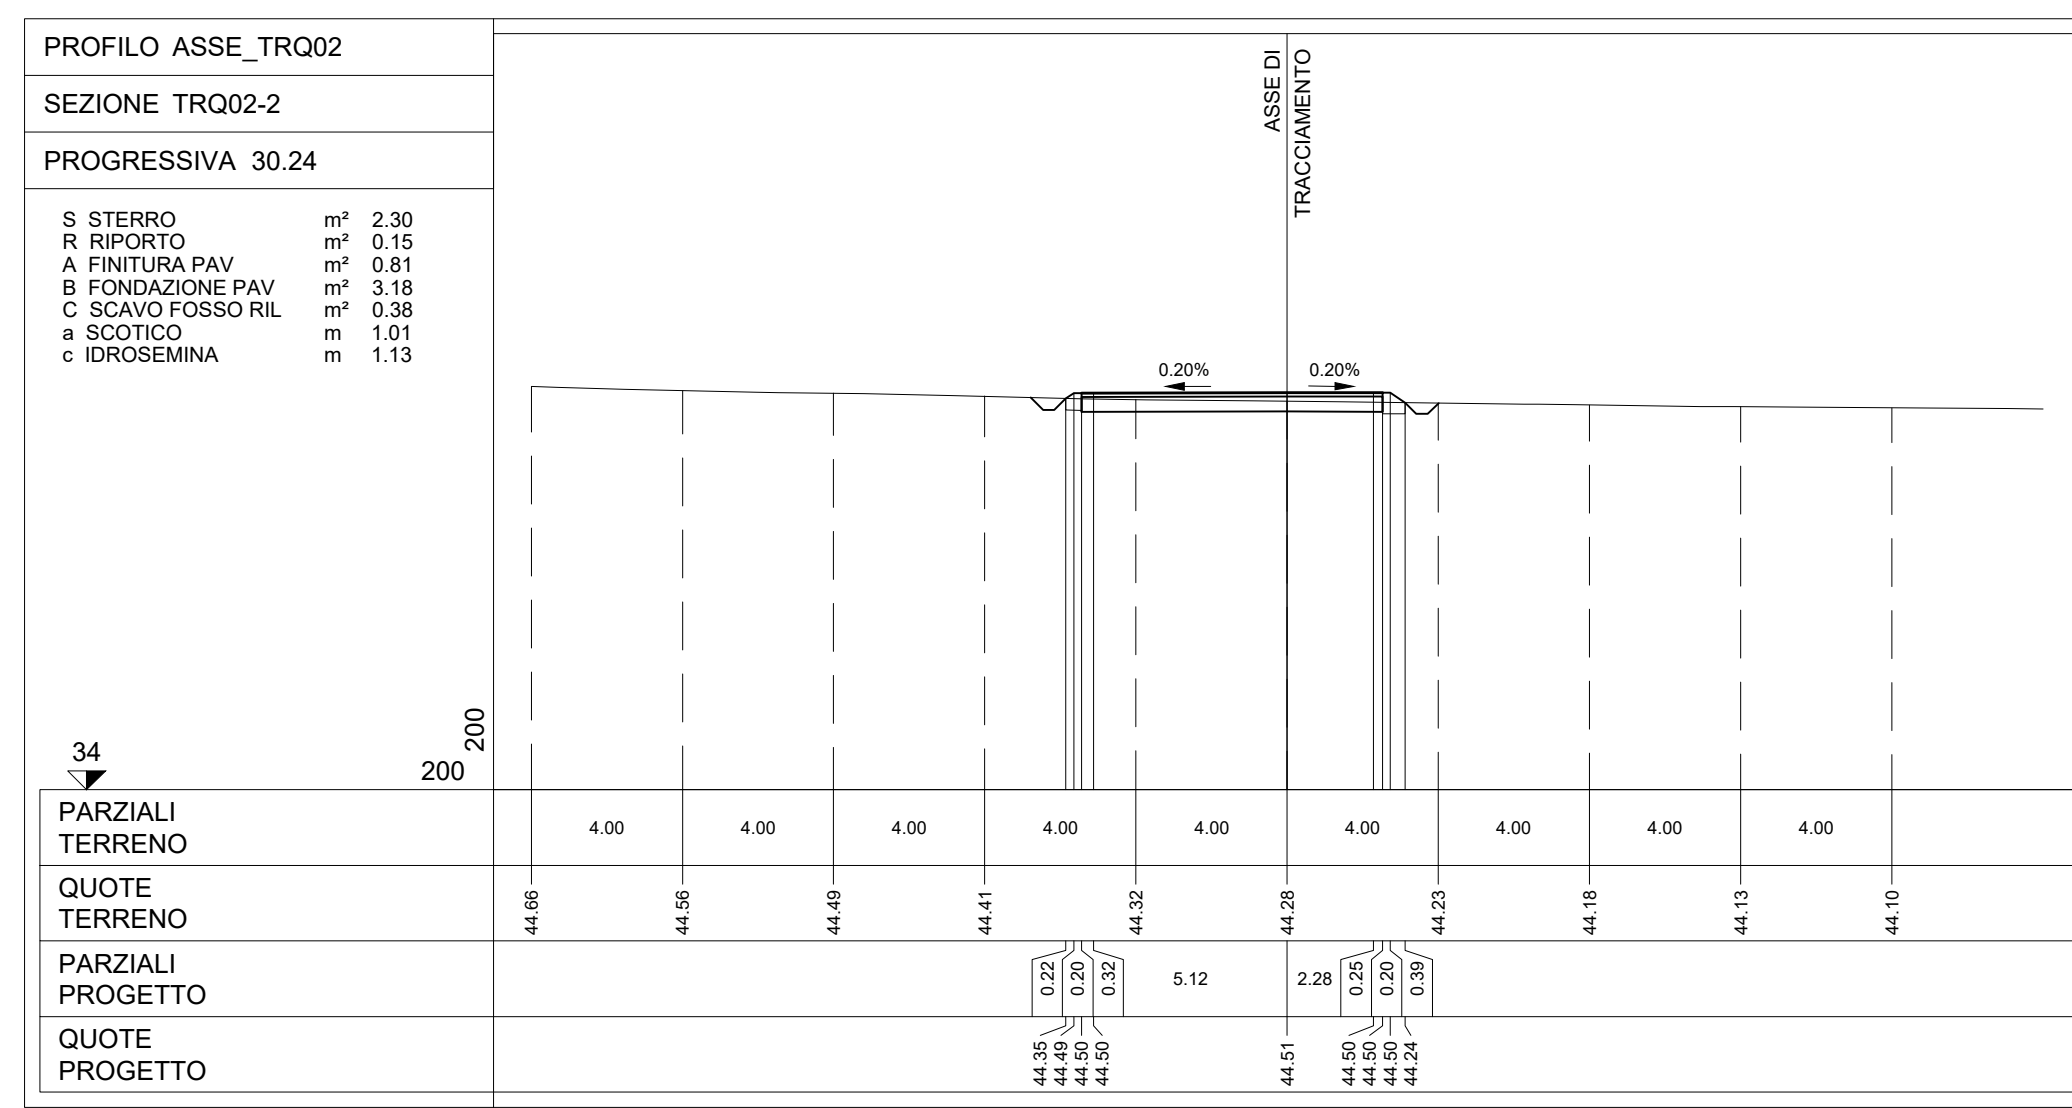 PROFILO ASSE_TRQ02
SEZIONE TRQ02-2
PROGRESSIVA 30.24
S STERRO m² 2.30
R RIPORTO m² 0.15
A FINITURA PAV m² 0.81
B FONDAZIONE PAV m² 3.18
C SCAVO FOSSO RIL m² 0.38
a SCOTICO m 1.01
c IDROSEMINA m 1.13
ASSE DI
TRACCIAMENTO
0.20% 0.20%
34
200
200
PARZIALI
TERRENO
4.00 4.00 4.00 4.00 4.00 4.00 4.00 4.00 4.00
QUOTE
TERRENO
44.66 44.56 44.49 44.41 44.32 44.28 44.23 44.18 44.13 44.10
PARZIALI
PROGETTO
0.22 0.20 0.32 5.12 2.28 0.25 0.20 0.39
QUOTE
PROGETTO
44.35 44.49 44.50 44.50 44.51 44.50 44.50 44.50 44.24